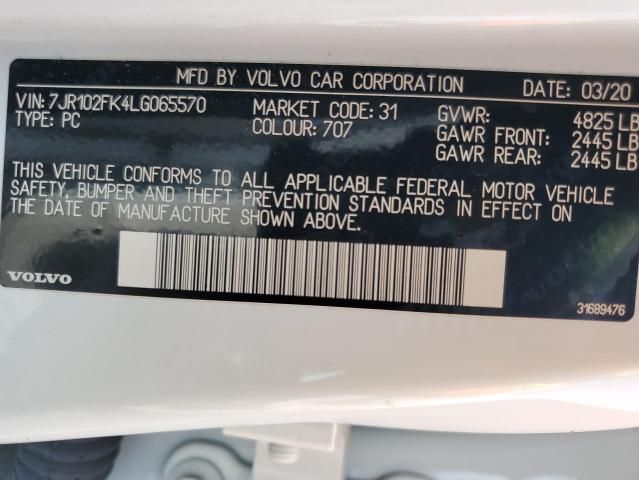 MFD BY VOLVO CAR CORPORATION DATE: 03/20
VIN: 7JR102FK4LG065570 MARKET CODE: 31 GVWR: 4825 LB
TYPE: PC COLOUR: 707 GAWR FRONT: 2445 LB
GAWR REAR: 2445 LB
THIS VEHICLE CONFORMS TO ALL APPLICABLE FEDERAL MOTOR VEHICLE
SAFETY, BUMPER AND THEFT PREVENTION STANDARDS IN EFFECT ON
THE DATE OF MANUFACTURE SHOWN ABOVE.
VOLVO
31689476